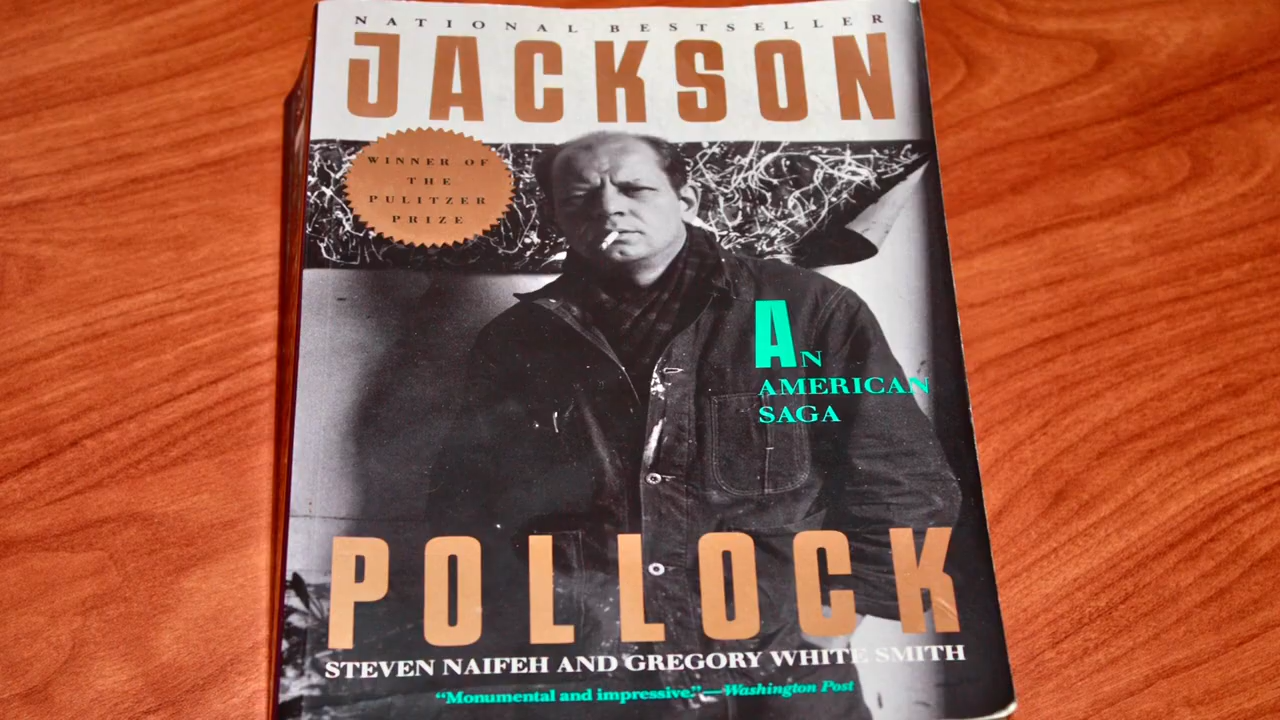 NATIONAL BESTSELLER
JACKSON
WINNER OF
THE
PULITZER
PRIZE
AN
AMERICAN
SAGA
POLLOCK
STEVEN NAIFEH AND GREGORY WHITE SMITH
“Monumental and impressive.”—Washington Post